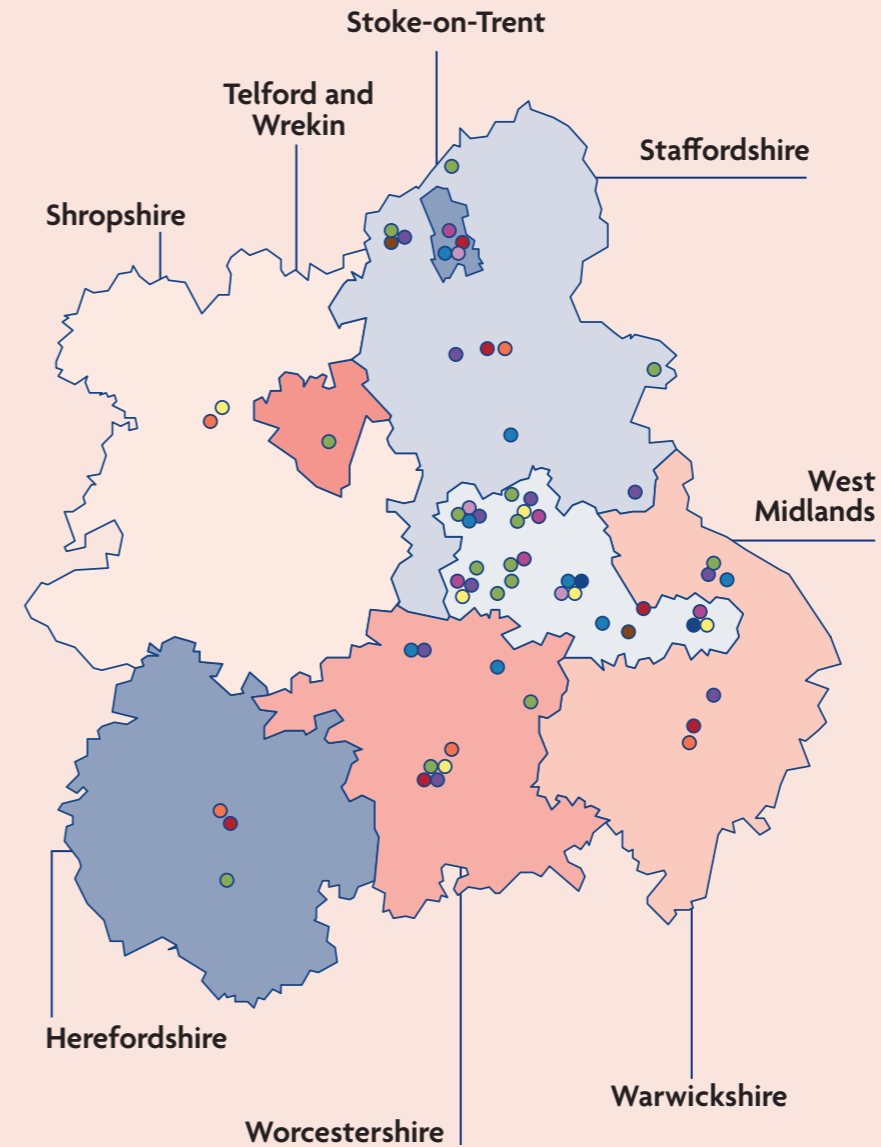 Stoke-on-Trent
Telford and
Wrekin
Staffordshire
Shropshire
West
Midlands
Herefordshire
Warwickshire
Worcestershire